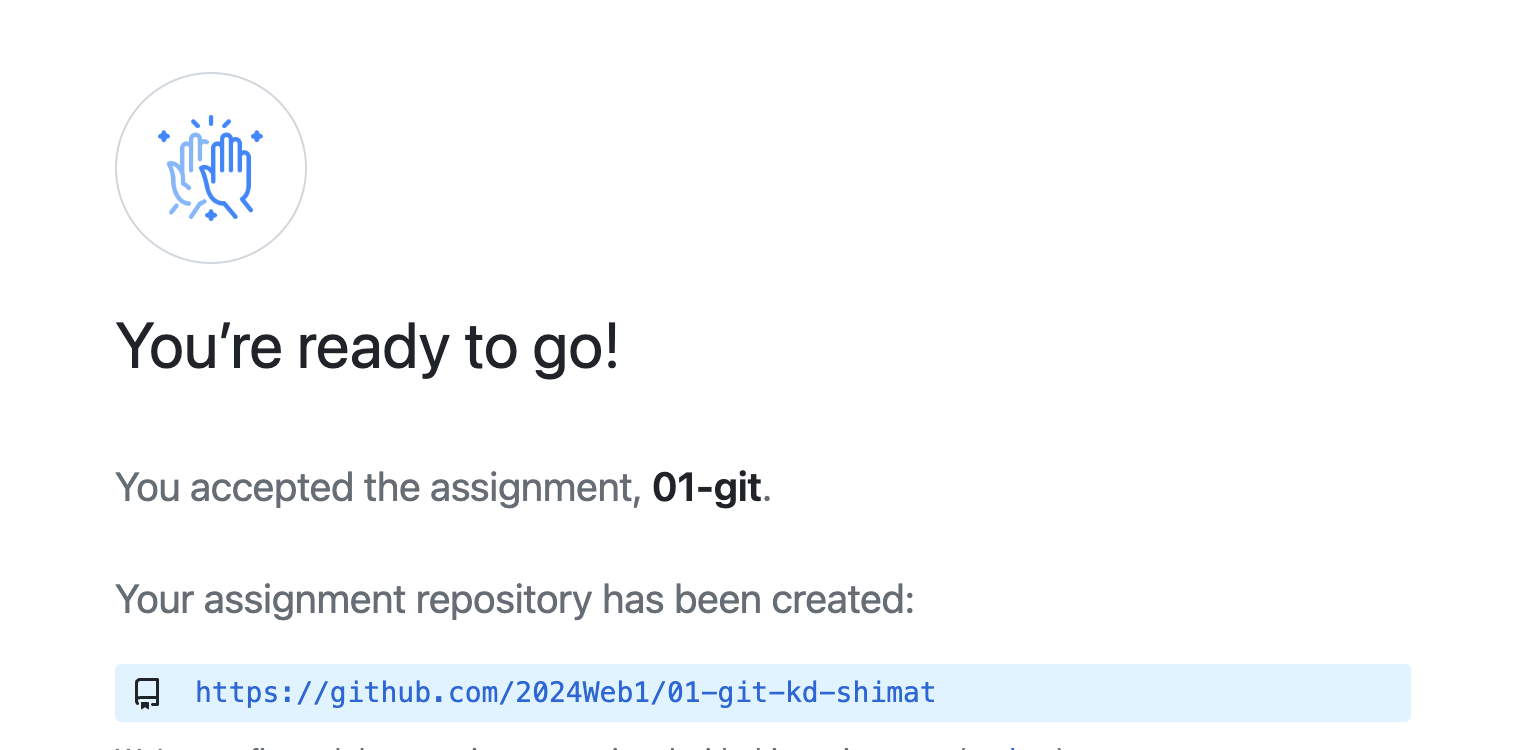 You’re ready to go!
You accepted the assignment, 01-git.
Your assignment repository has been created:
https://github.com/2024Web1/01-git-kd-shimat